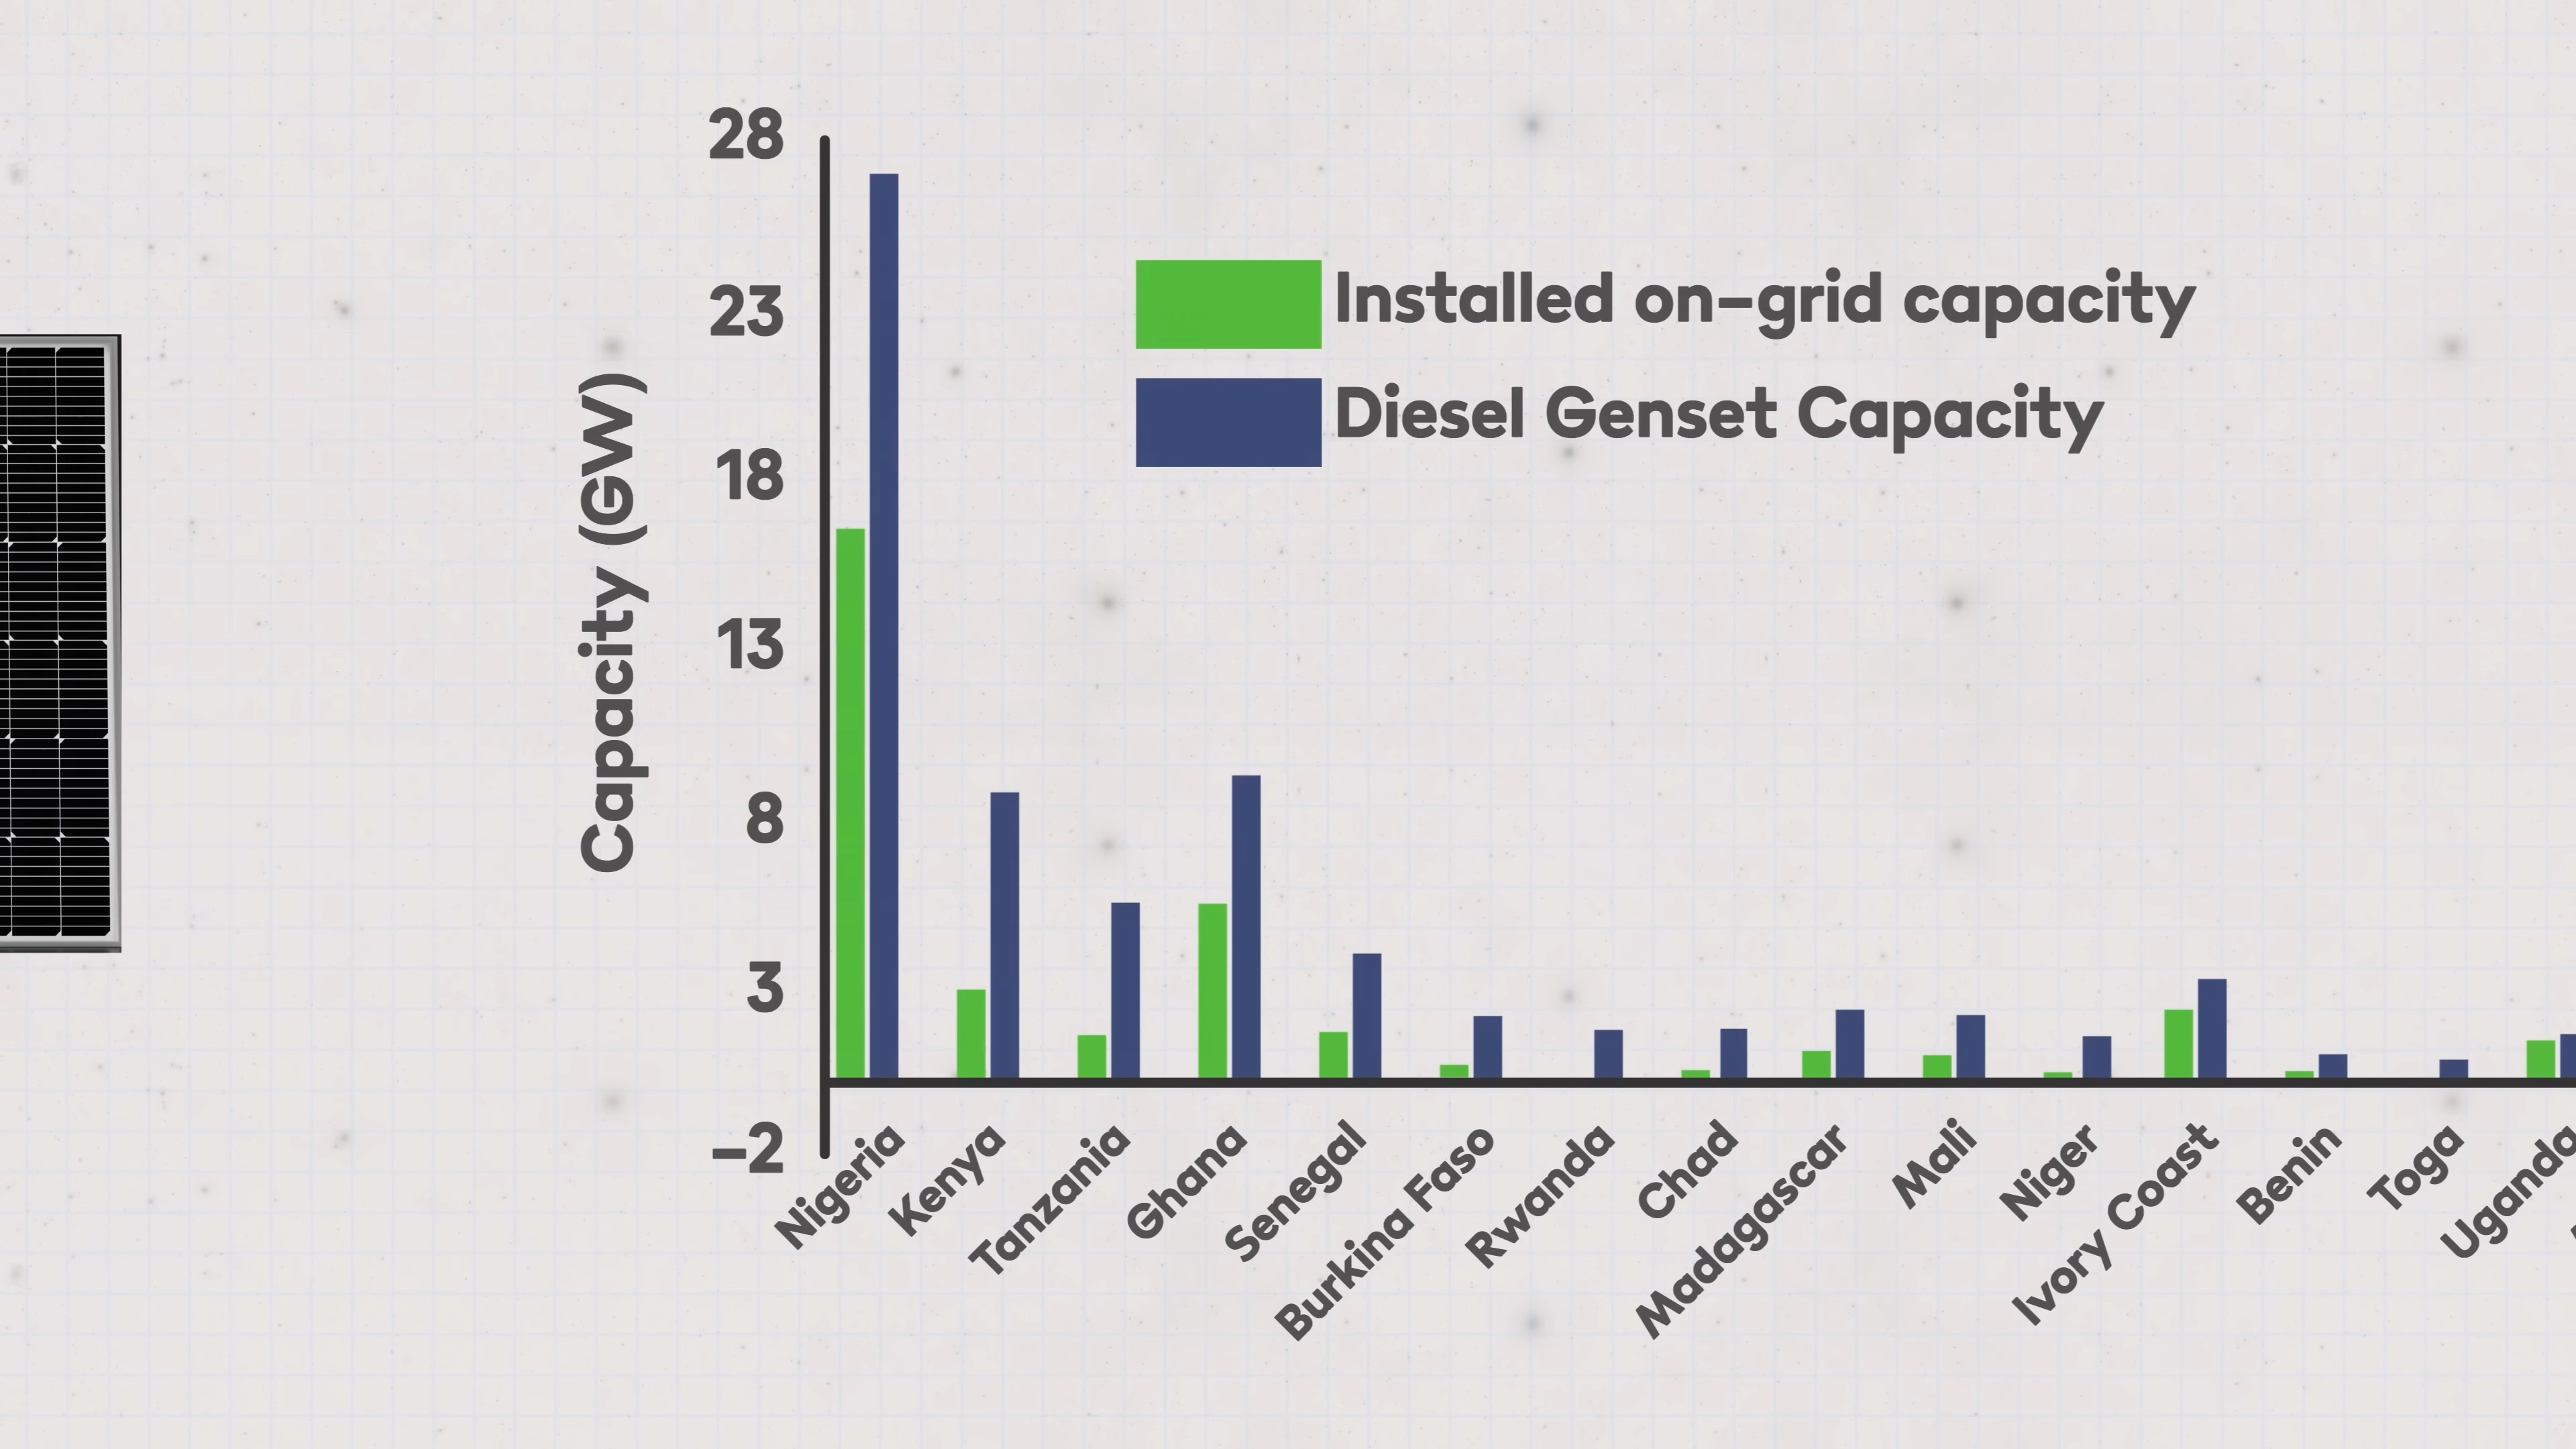 28
23
18
13
8
3
−2
Capacity (GW)
Installed on–grid capacity
Diesel Genset Capacity
Nigeria
Kenya
Tanzania
Ghana
Senegal
Burkina Faso
Rwanda
Chad
Madagascar
Mali
Niger
Ivory Coast
Benin
Toga
Uganda